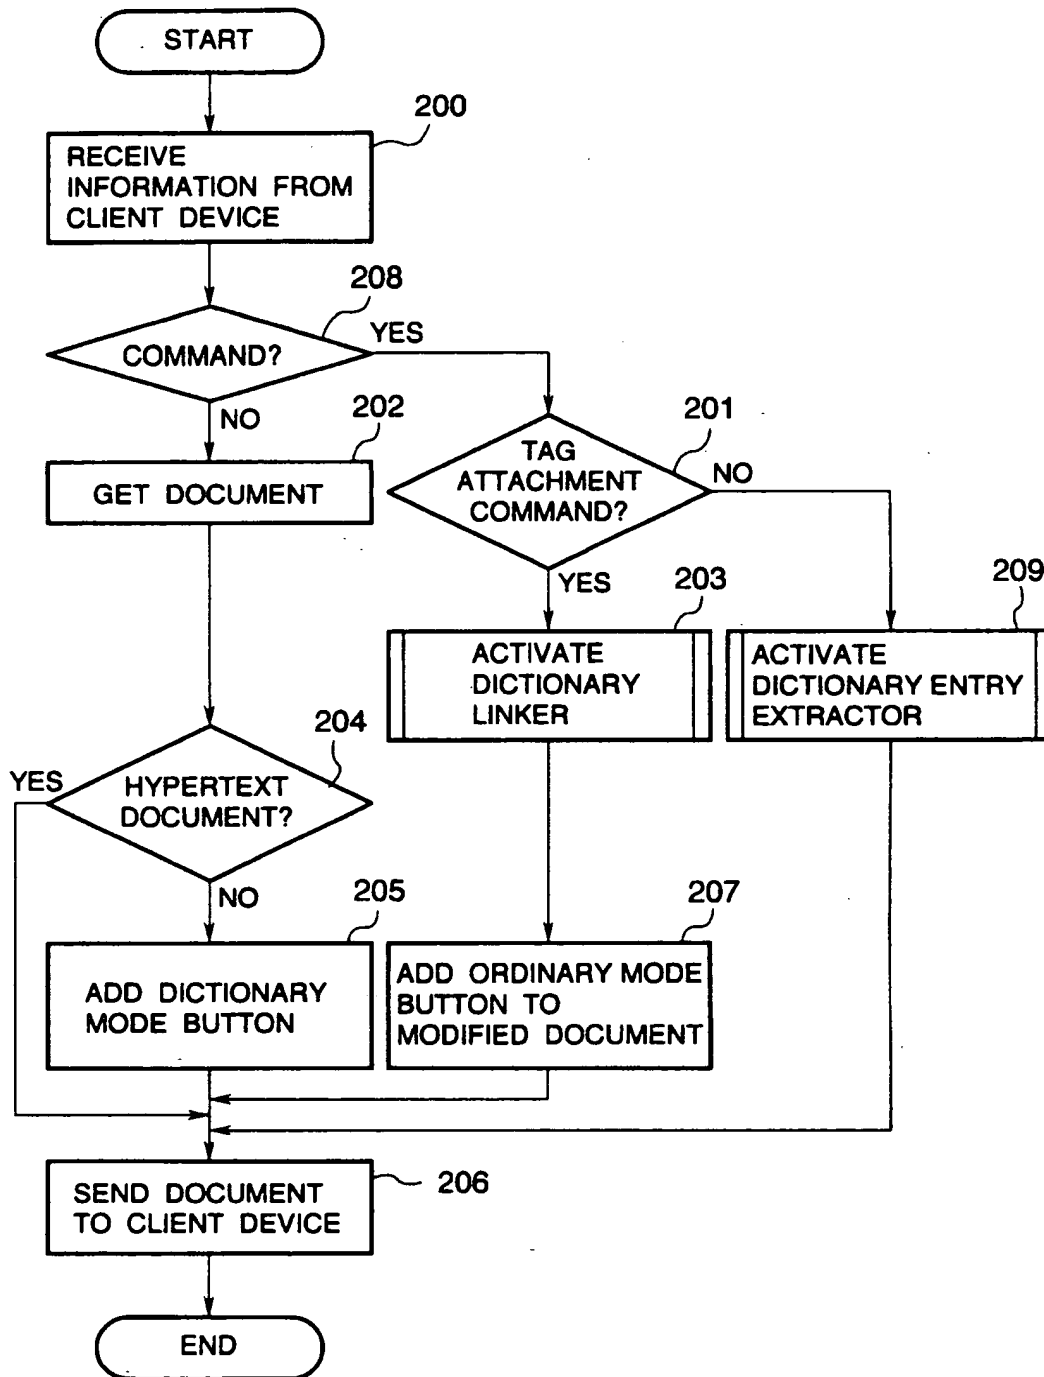 START
200
RECEIVE
INFORMATION FROM
CLIENT DEVICE
208
COMMAND?
YES
NO
202
GET DOCUMENT
201
TAG
ATTACHMENT
COMMAND?
NO
YES
203
ACTIVATE
DICTIONARY
LINKER
209
ACTIVATE
DICTIONARY ENTRY
EXTRACTOR
204
YES
HYPERTEXT
DOCUMENT?
NO
205
ADD DICTIONARY
MODE BUTTON
207
ADD ORDINARY MODE
BUTTON TO
MODIFIED DOCUMENT
206
SEND DOCUMENT
TO CLIENT DEVICE
END